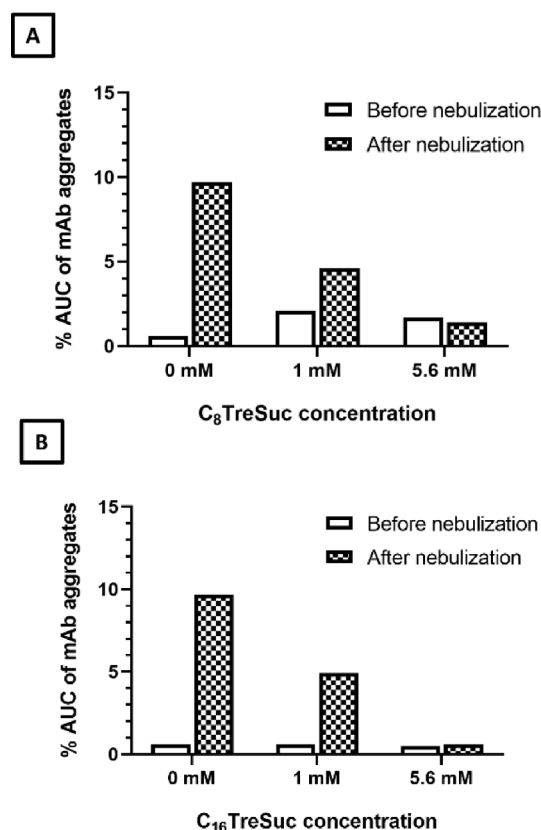 A
% AUC of mAb aggregates
15
10
5
0
Before nebulization
After nebulization
0 mM 1 mM 5.6 mM
C₈TreSuc concentration
B
% AUC of mAb aggregates
15
10
5
0
Before nebulization
After nebulization
0 mM 1 mM 5.6 mM
C₁₆TreSuc concentration